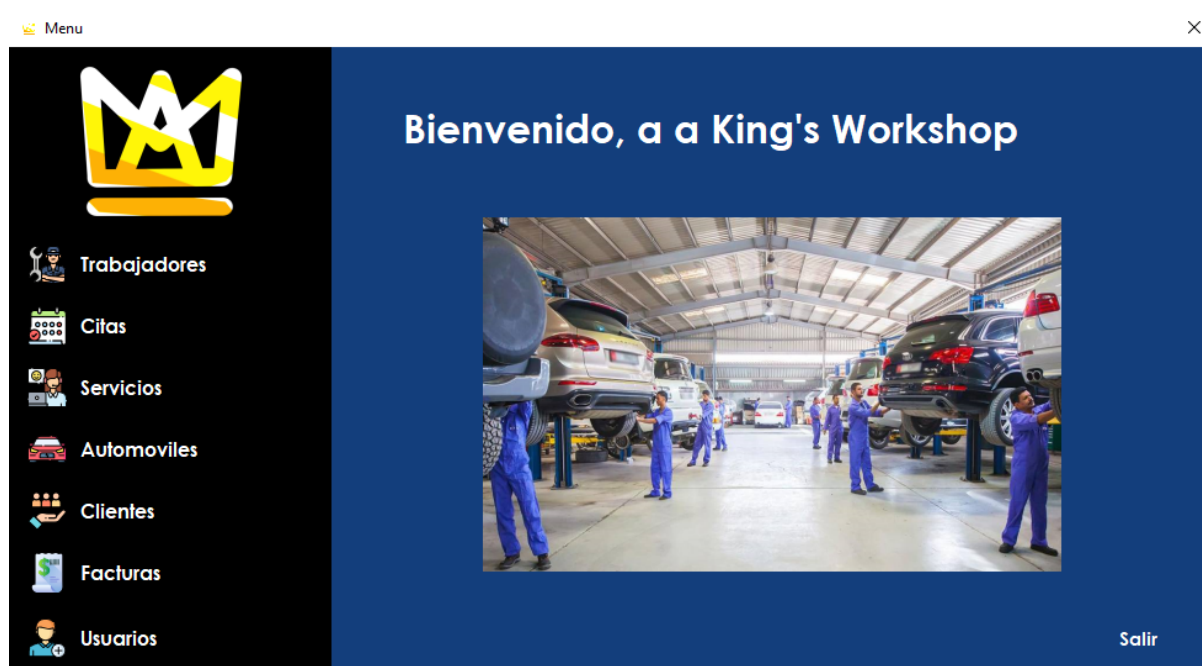 Menu
Bienvenido, a a King's Workshop
Trabajadores
Citas
Servicios
Automoviles
Clientes
Facturas
Usuarios
Salir